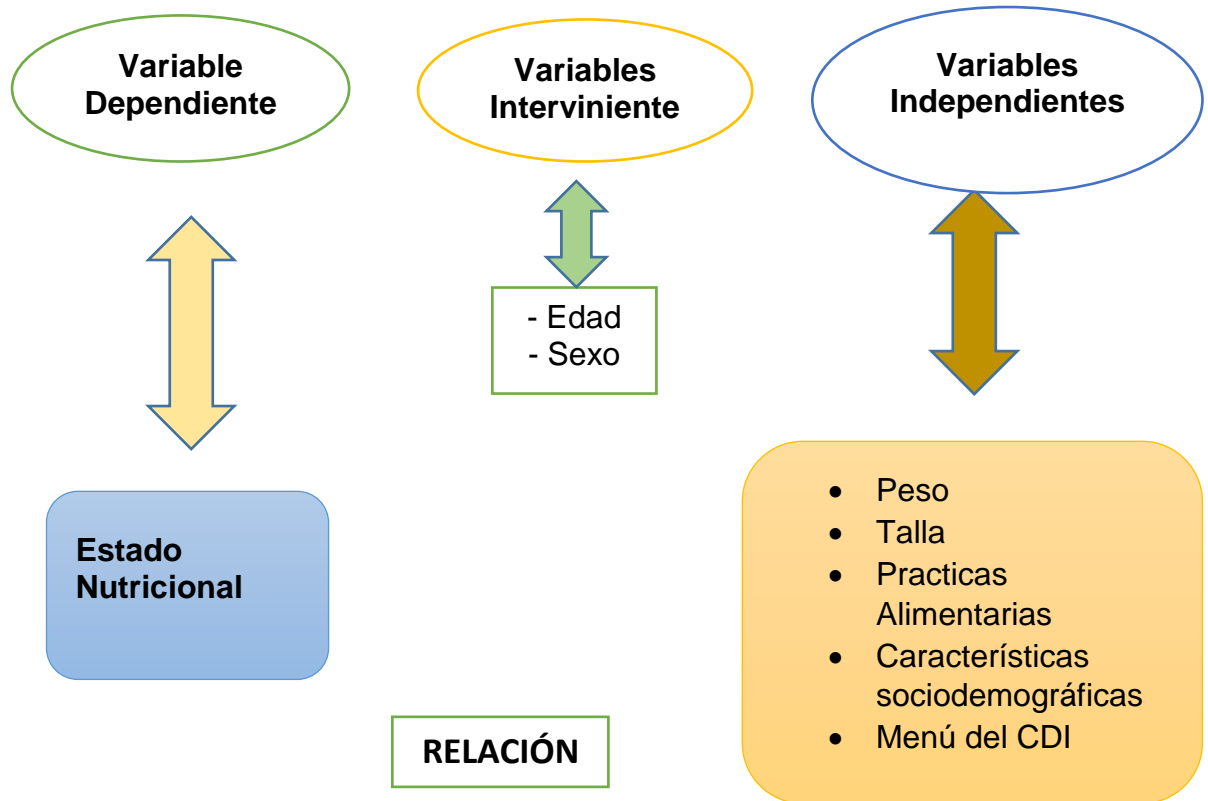 Variable
Dependiente
Variables
Interviniente
Variables
Independientes
- Edad
- Sexo
Estado
Nutricional
• Peso
• Talla
• Practicas
Alimentarias
• Características
sociodemográficas
• Menú del CDI
RELACIÓN